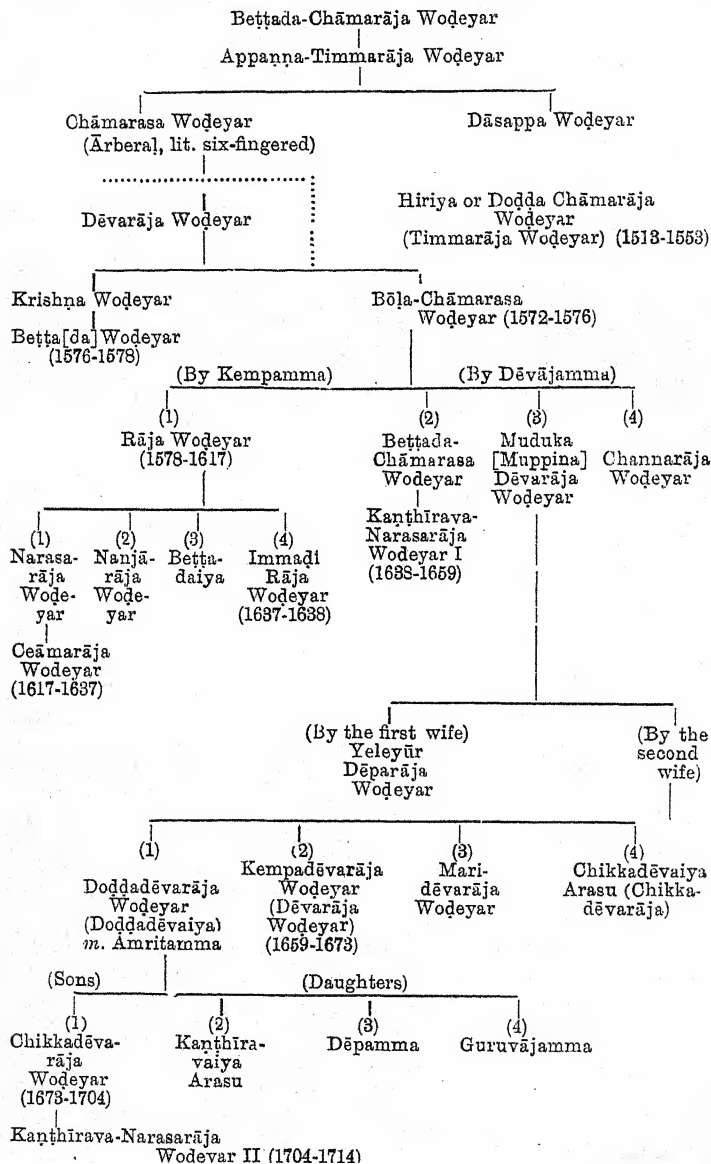 Beṭṭada-Chāmarāja Woḍeyar
Appaṇṇa-Timmarāja Woḍeyar
Chāmarasa Woḍeyar
(Ārberaḷ, lit. six-fingered)
Dāsappa Woḍeyar
Dēvarāja Woḍeyar
Hiriya or Doḍḍa Chāmarāja
Woḍeyar
(Timmarāja Woḍeyar) (1513-1553)
Krishṇa Woḍeyar
Beṭṭa[da] Woḍeyar
(1576-1578)
Bōḷa-Chāmarasa
Woḍeyar (1572-1576)
(By Kempamma)
(By Dēvājamma)
(1)
Rāja Woḍeyar
(1578-1617)
(2)
Beṭṭada-
Chāmarasa
Woḍeyar
Kaṇṭhīrava-
Narasarāja
Woḍeyar I
(1638-1659)
(3)
Muduka
[Muppina]
Dēvarāja
Woḍeyar
(4)
Channarāja
Woḍeyar
(1)
Narasa-
rāja
Woḍe-
yar
Ceāmarāja
Woḍeyar
(1617-1637)
(2)
Nanjā-
rāja
Woḍe-
yar
(3)
Beṭṭa-
daiya
(4)
Immaḍi
Rāja
Woḍeyar
(1637-1638)
(By the first wife)
Yeleyūr
Dēparāja
Woḍeyar
(By the
second
wife)
(1)
Doḍḍadēvarāja
Woḍeyar
(Doḍḍadēvaiya)
m. Amritamma
(2)
Kempadēvarāja
Woḍeyar
(Dēvarāja
Woḍeyar)
(1659-1673)
(3)
Mari-
dēvarāja
Woḍeyar
(4)
Chikkadēvaiya
Arasu (Chikka-
dēvarāja)
(Sons)
(Daughters)
(1)
Chikkadēva-
rāja
Woḍeyar
(1673-1704)
(2)
Kaṇṭhīra-
vaiya
Arasu
(3)
Dēpamma
(4)
Guruvājamma
Kaṇṭhīrava-Narasarāja
Woḍeyar II (1704-1714)